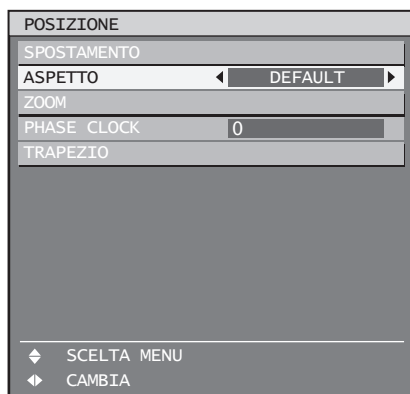 POSIZIONE
SPOSTAMENTO
ASPETTO DEFAULT
ZOOM
PHASE CLOCK 0
TRAPEZIO
SCELTA MENU
CAMBIA